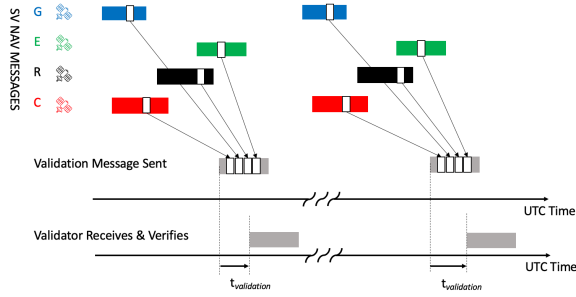 SV NAV MESSAGES
G
E
R
C
Validation Message Sent
UTC Time
Validator Receives & Verifies
UTC Time
tvalidation
tvalidation